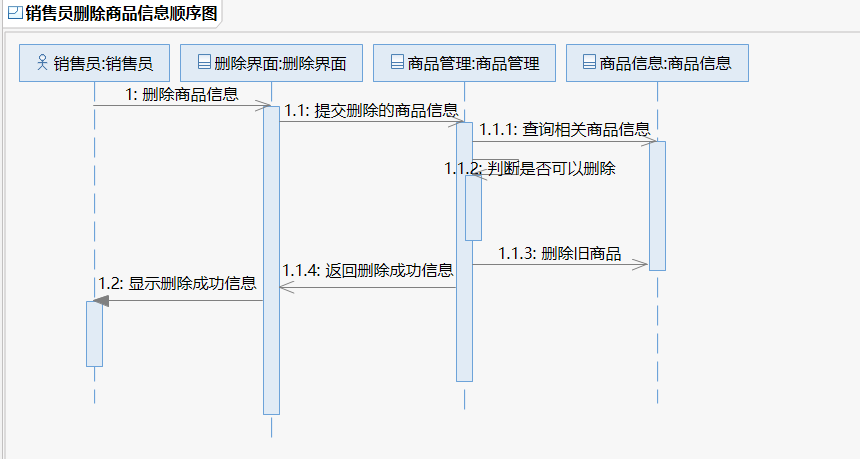 销售员删除商品信息顺序图
销售员:销售员
删除界面:删除界面
商品管理:商品管理
商品信息:商品信息
1: 删除商品信息
1.1: 提交删除的商品信息
1.1.1: 查询相关商品信息
1.1.2: 判断是否可以删除
1.1.3: 删除旧商品
1.1.4: 返回删除成功信息
1.2: 显示删除成功信息